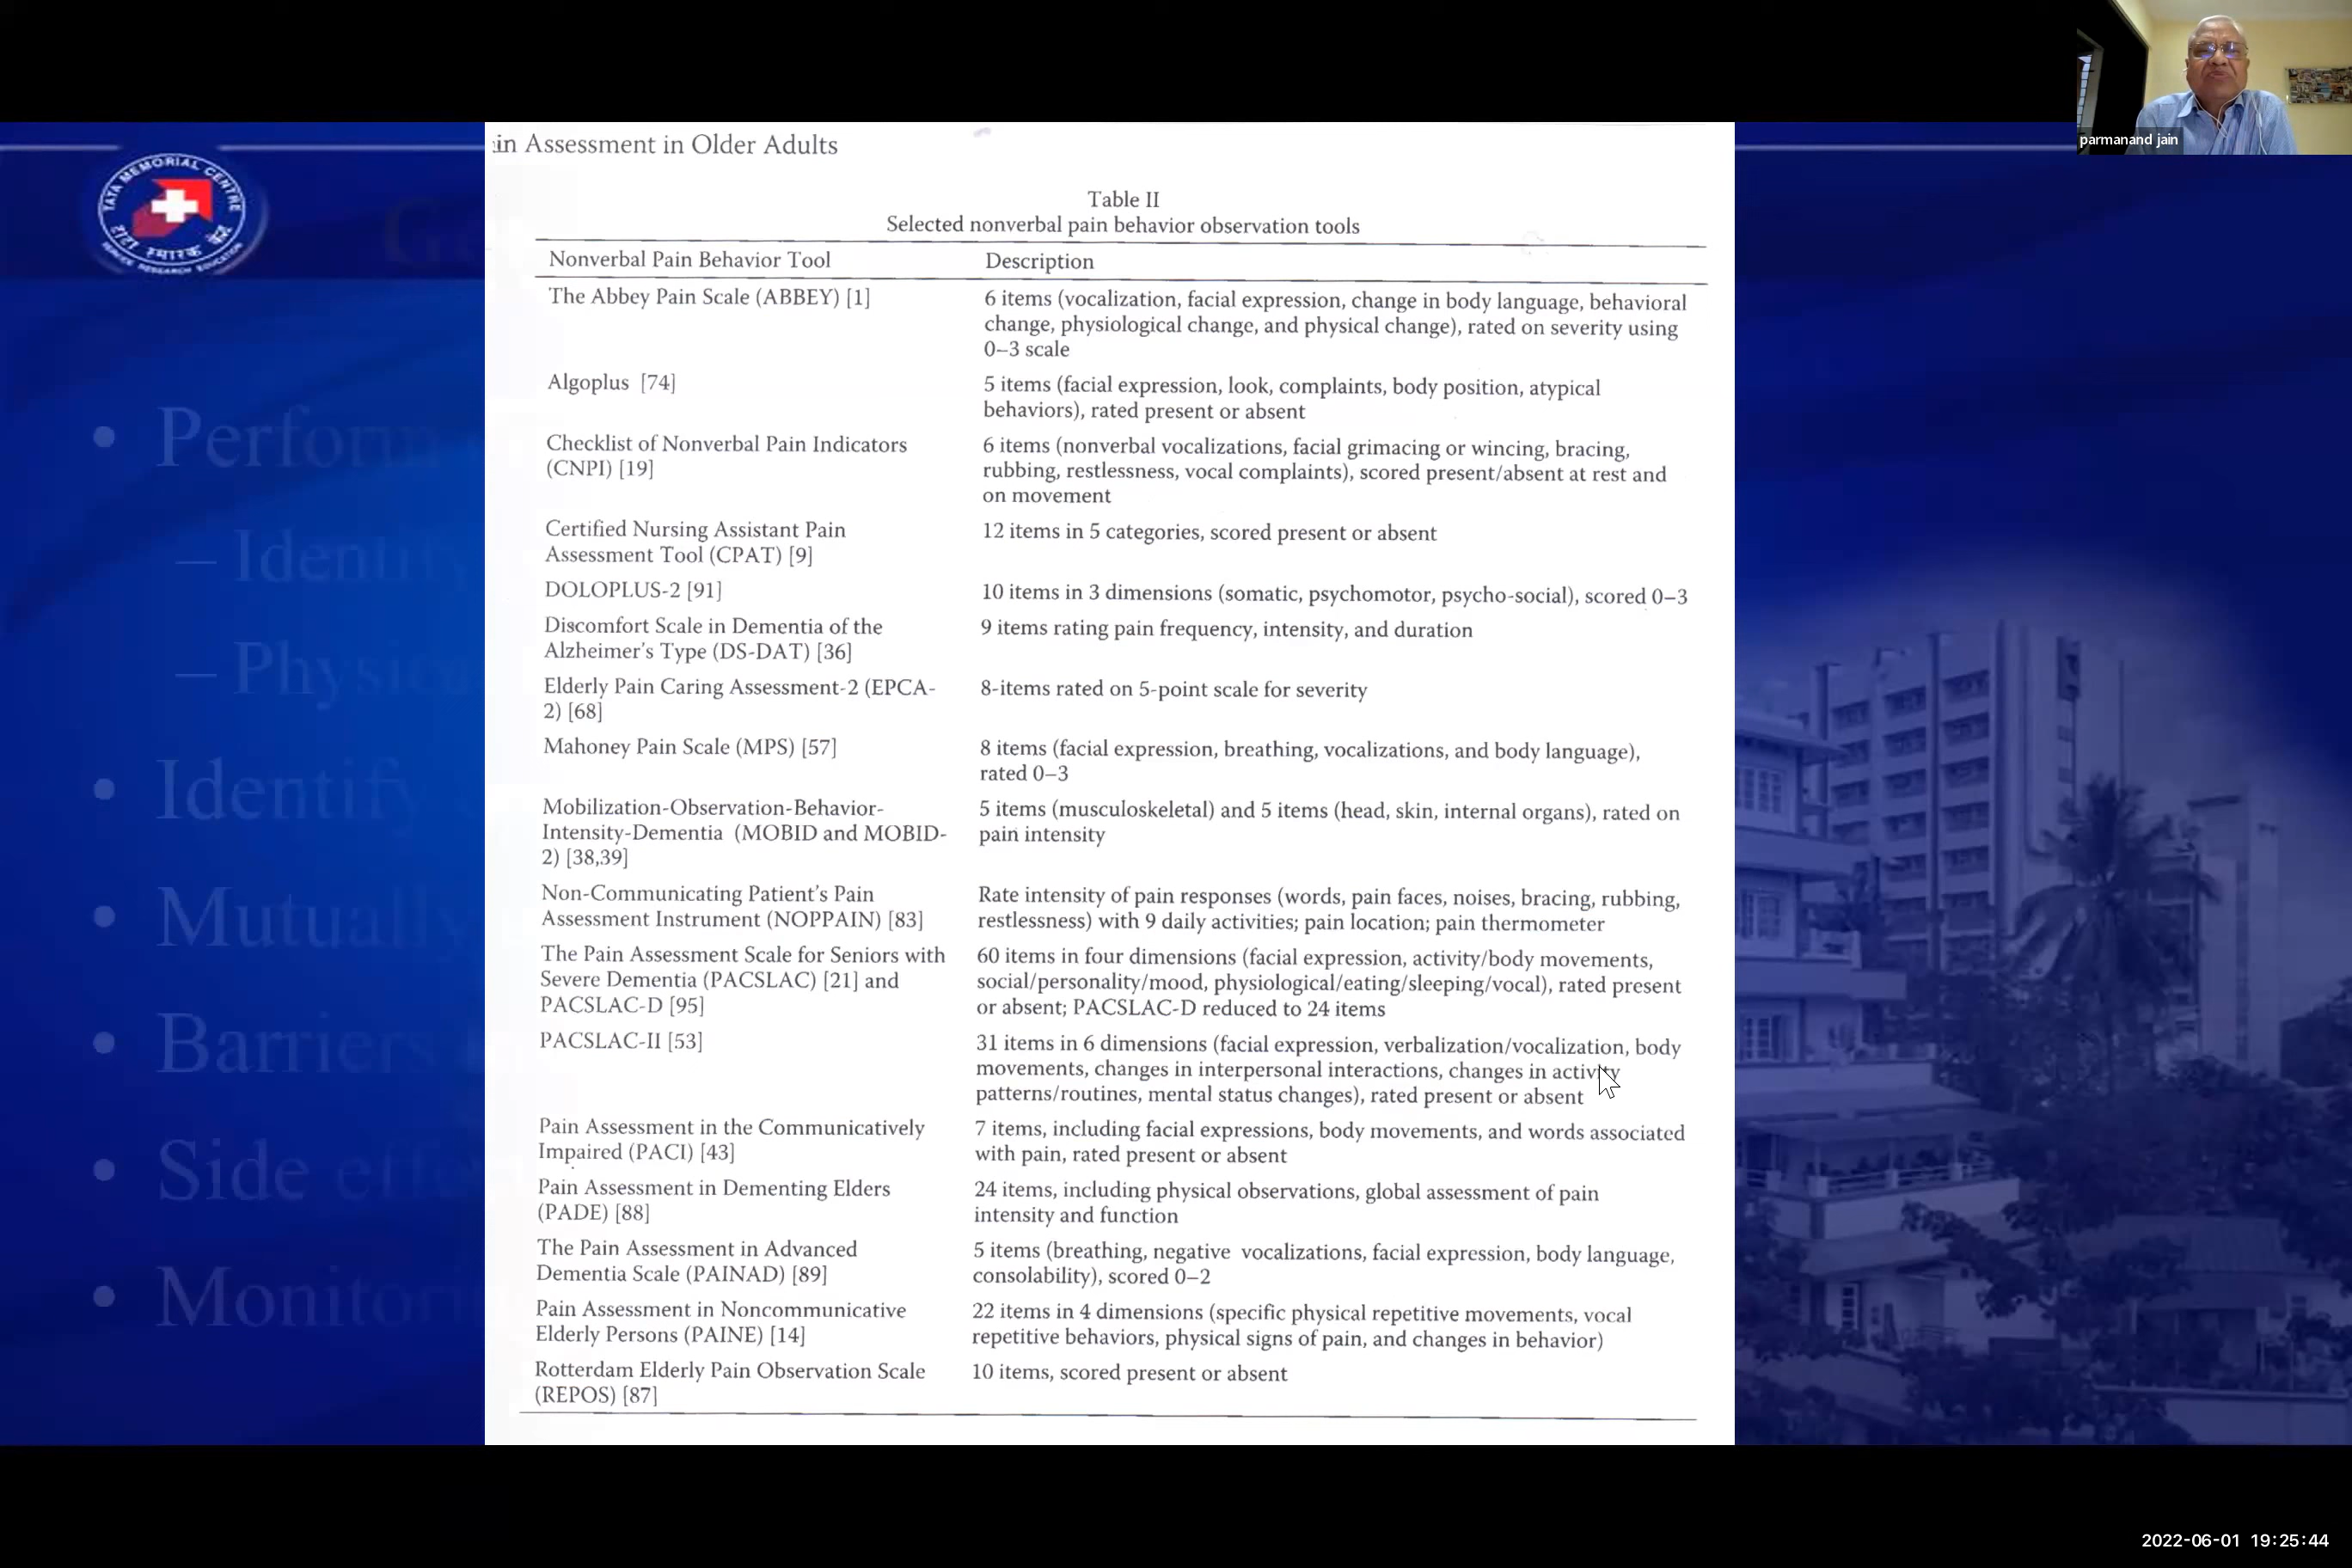 parmanand jain
TATA MEMORIAL CENTRE
टाटा स्मारक केंद्र
in Assessment in Older Adults
Table II
Selected nonverbal pain behavior observation tools
Nonverbal Pain Behavior Tool Description
The Abbey Pain Scale (ABBEY) [1] 6 items (vocalization, facial expression, change in body language, behavioral
change, physiological change, and physical change), rated on severity using
0–3 scale
Algoplus [74] 5 items (facial expression, look, complaints, body position, atypical
behaviors), rated present or absent
Checklist of Nonverbal Pain Indicators 6 items (nonverbal vocalizations, facial grimacing or wincing, bracing,
(CNPI) [19] rubbing, restlessness, vocal complaints), scored present/absent at rest and
on movement
Certified Nursing Assistant Pain 12 items in 5 categories, scored present or absent
Assessment Tool (CPAT) [9]
DOLOPLUS-2 [91] 10 items in 3 dimensions (somatic, psychomotor, psycho-social), scored 0–3
Discomfort Scale in Dementia of the 9 items rating pain frequency, intensity, and duration
Alzheimer's Type (DS-DAT) [36]
Elderly Pain Caring Assessment-2 (EPCA- 8-items rated on 5-point scale for severity
2) [68]
Mahoney Pain Scale (MPS) [57] 8 items (facial expression, breathing, vocalizations, and body language),
rated 0–3
Mobilization-Observation-Behavior- 5 items (musculoskeletal) and 5 items (head, skin, internal organs), rated on
Intensity-Dementia (MOBID and MOBID- pain intensity
2) [38,39]
Non-Communicating Patient's Pain Rate intensity of pain responses (words, pain faces, noises, bracing, rubbing,
Assessment Instrument (NOPPAIN) [83] restlessness) with 9 daily activities; pain location; pain thermometer
The Pain Assessment Scale for Seniors with 60 items in four dimensions (facial expression, activity/body movements,
Severe Dementia (PACSLAC) [21] and social/personality/mood, physiological/eating/sleeping/vocal), rated present
PACSLAC-D [95] or absent; PACSLAC-D reduced to 24 items
PACSLAC-II [53] 31 items in 6 dimensions (facial expression, verbalization/vocalization, body
movements, changes in interpersonal interactions, changes in activity
patterns/routines, mental status changes), rated present or absent
Pain Assessment in the Communicatively 7 items, including facial expressions, body movements, and words associated
Impaired (PACI) [43] with pain, rated present or absent
Pain Assessment in Dementing Elders 24 items, including physical observations, global assessment of pain
(PADE) [88] intensity and function
The Pain Assessment in Advanced 5 items (breathing, negative vocalizations, facial expression, body language,
Dementia Scale (PAINAD) [89] consolability), scored 0–2
Pain Assessment in Noncommunicative 22 items in 4 dimensions (specific physical repetitive movements, vocal
Elderly Persons (PAINE) [14] repetitive behaviors, physical signs of pain, and changes in behavior)
Rotterdam Elderly Pain Observation Scale 10 items, scored present or absent
(REPOS) [87]
• Perform
– Identify
– Physica
• Identify
• Mutually
• Barriers
• Side effe
• Monitori
2022-06-01 19:25:44